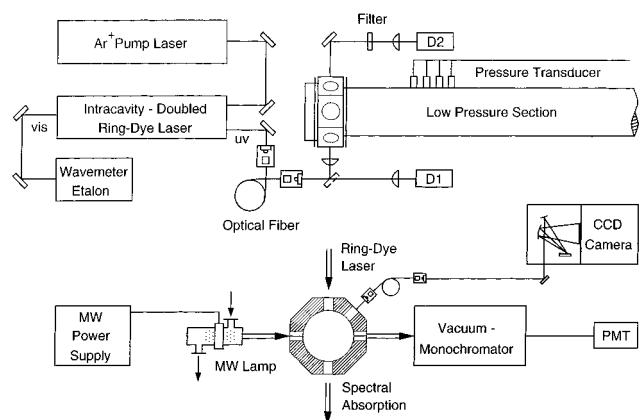 Filter
Ar+ Pump Laser
D2
Pressure Transducer
Intracavity - Doubled
Ring-Dye Laser
Low Pressure Section
vis
uv
Wavemeter
Etalon
D1
Optical Fiber
Ring-Dye
Laser
CCD
Camera
MW
Power
Supply
MW Lamp
Vacuum -
Monochromator
PMT
Spectral
Absorption